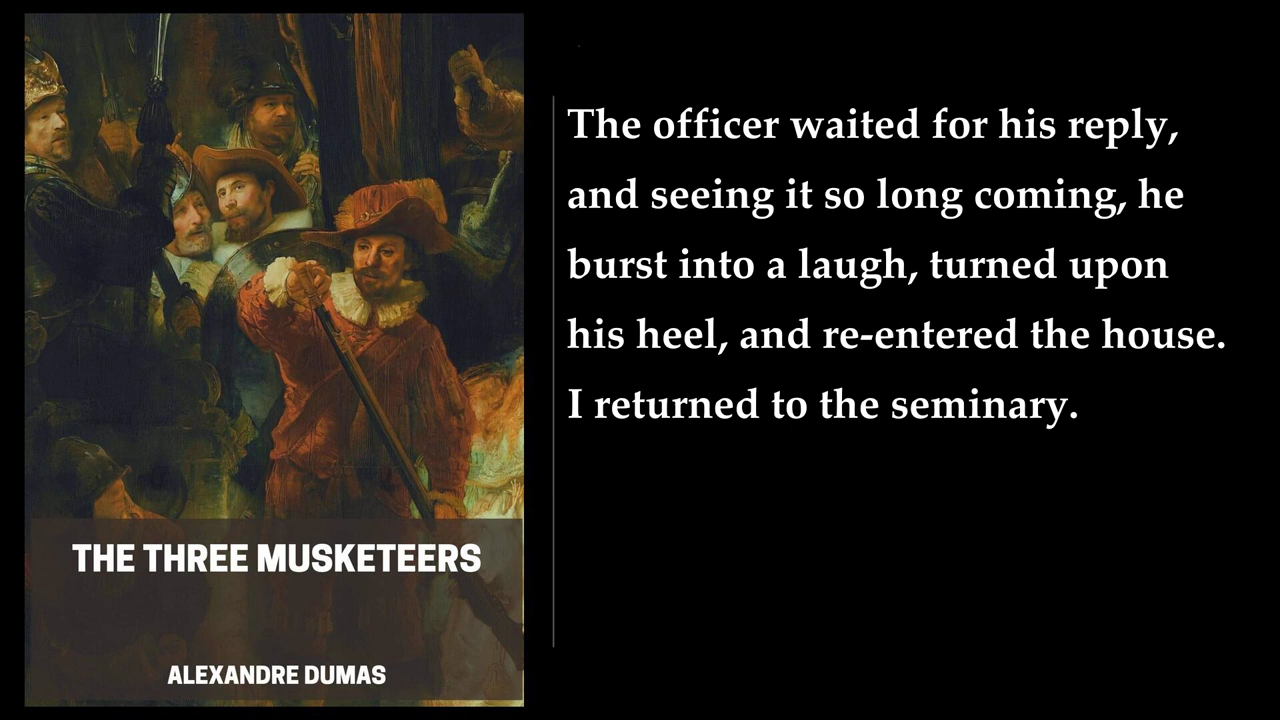 THE THREE MUSKETEERS
ALEXANDRE DUMAS
The officer waited for his reply,
and seeing it so long coming, he
burst into a laugh, turned upon
his heel, and re-entered the house.
I returned to the seminary.